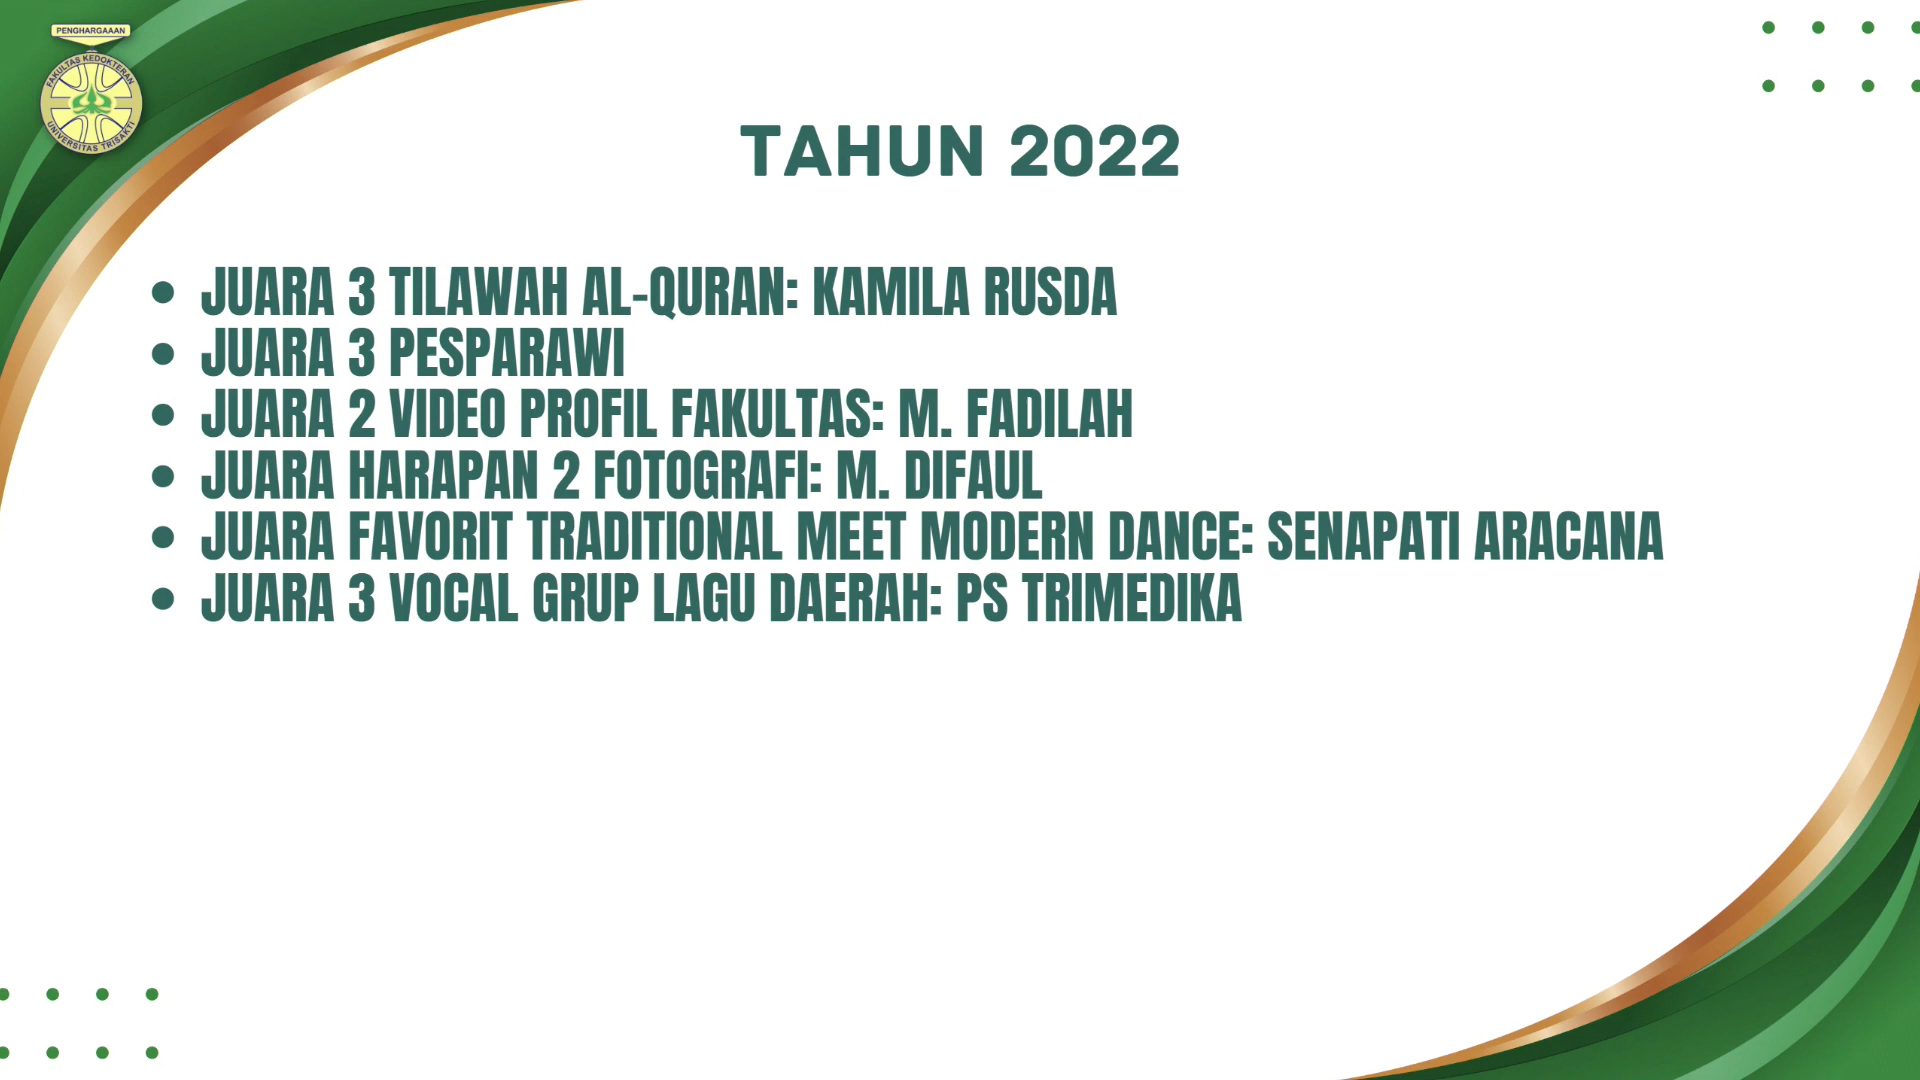 PENGHARGAAAN
FAKULTAS KEDOKTERAN
UNIVERSITAS TRISAKTI
TAHUN 2022
• JUARA 3 TILAWAH AL-QURAN: KAMILA RUSDA
• JUARA 3 PESPARAWI
• JUARA 2 VIDEO PROFIL FAKULTAS: M. FADILAH
• JUARA HARAPAN 2 FOTOGRAFI: M. DIFAUL
• JUARA FAVORIT TRADITIONAL MEET MODERN DANCE: SENAPATI ARACANA
• JUARA 3 VOCAL GRUP LAGU DAERAH: PS TRIMEDIKA